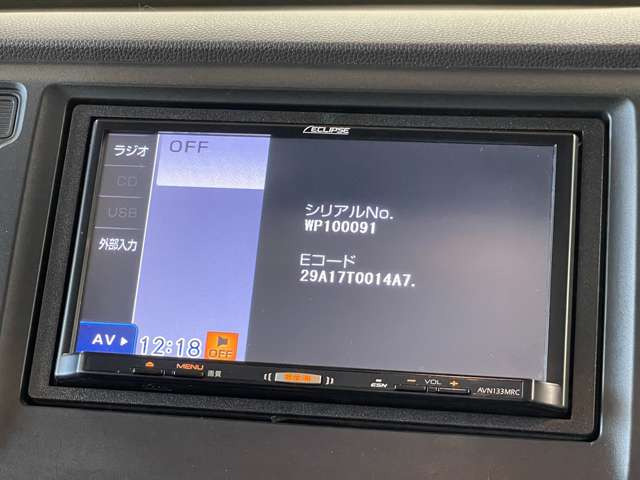 ECLIPSE
ラジオ
OFF
CD
USB
外部入力
シリアルNo.
WP100091
Eコード
29A17T0014A7.
AV
12:18
OFF
MENU
画質
ESN
VOL
AVN133MRC